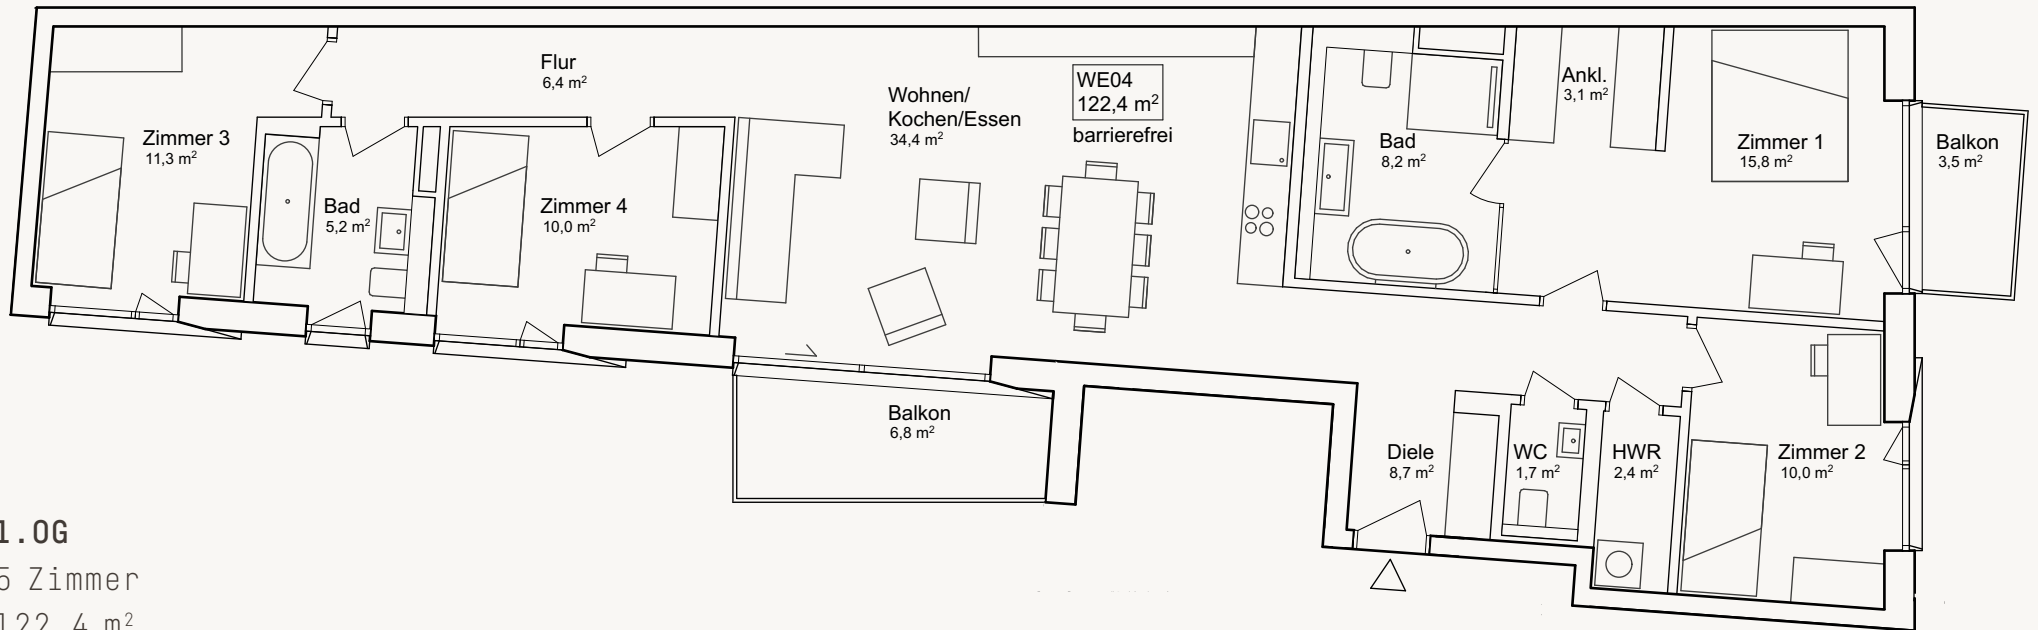 Flur
6,4 m²
WE04
122,4 m²
barrierefrei
Wohnen/
Kochen/Essen
34,4 m²
Ankl.
3,1 m²
Zimmer 3
11,3 m²
Bad
8,2 m²
Zimmer 1
15,8 m²
Balkon
3,5 m²
Bad
5,2 m²
Zimmer 4
10,0 m²
Balkon
6,8 m²
Diele
8,7 m²
WC
1,7 m²
HWR
2,4 m²
Zimmer 2
10,0 m²
1.OG
5 Zimmer
122,4 m²